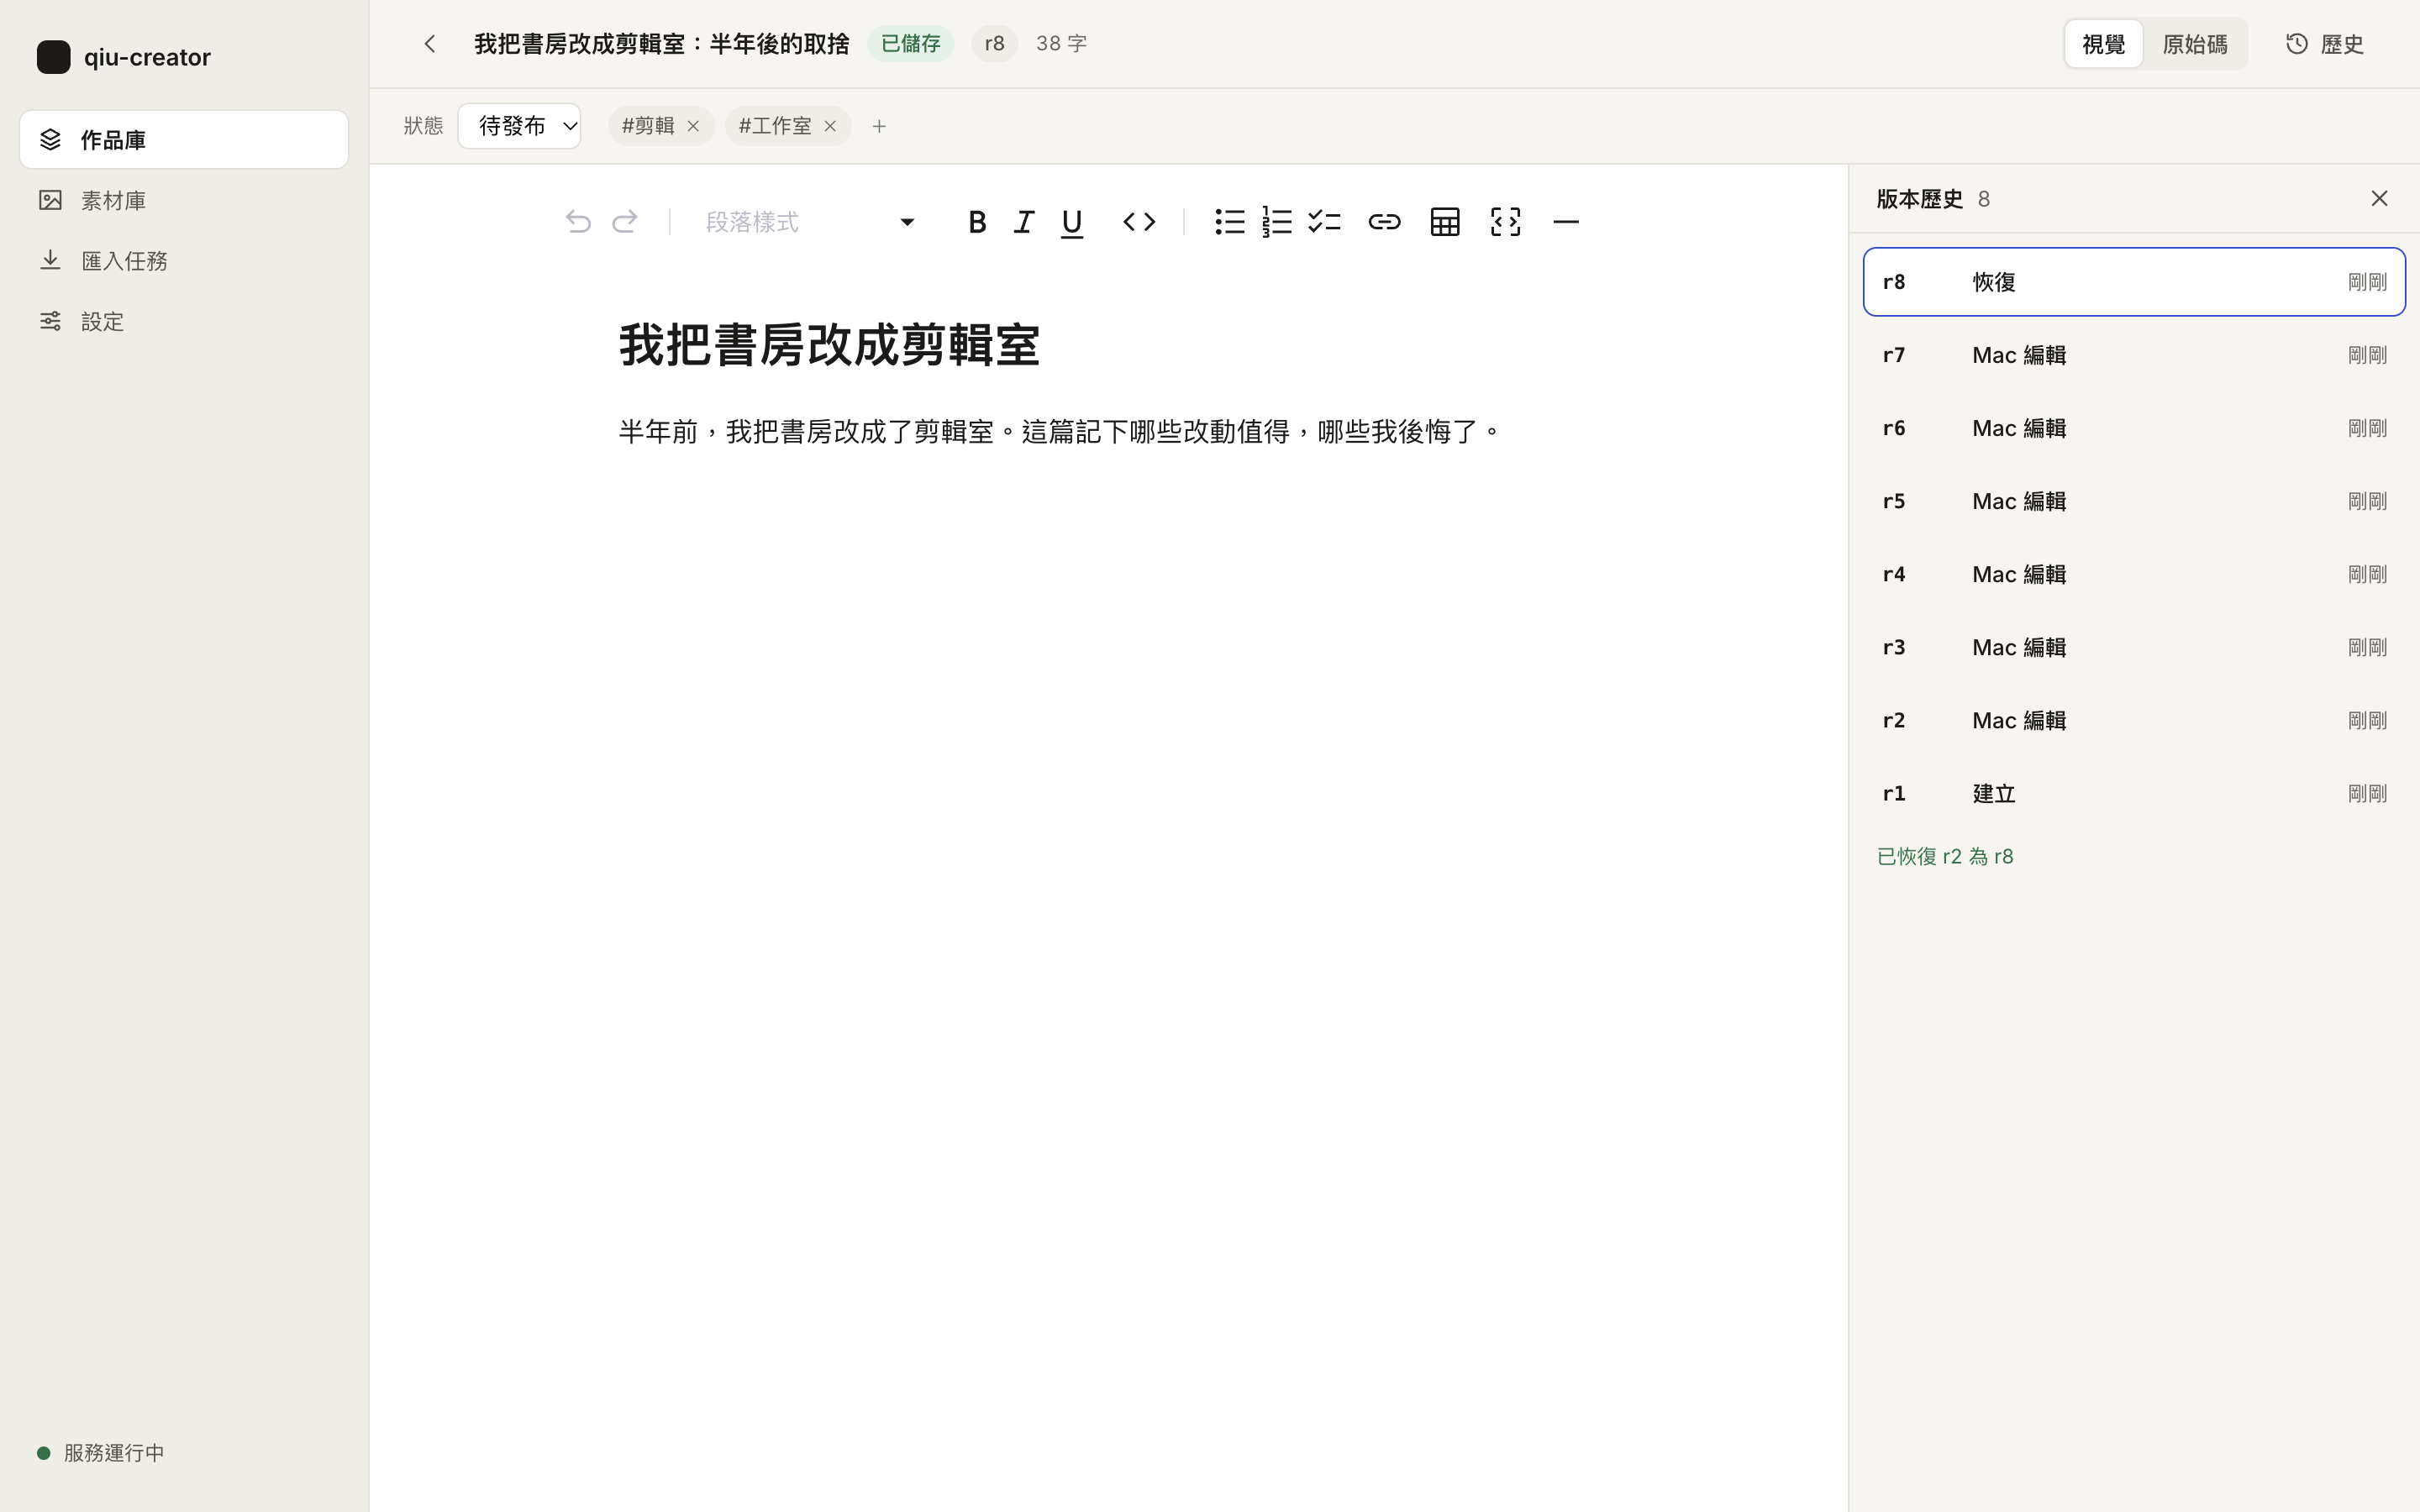 qiu-creator
作品庫
素材庫
匯入任務
設定
服務運行中
我把書房改成剪輯室：半年後的取捨 已儲存 r8 38 字
視覺 原始碼 歷史
狀態 待發布 #剪輯 #工作室
段落樣式
我把書房改成剪輯室
半年前，我把書房改成了剪輯室。這篇記下哪些改動值得，哪些我後悔了。
版本歷史 8
r8 恢復 剛剛
r7 Mac 編輯 剛剛
r6 Mac 編輯 剛剛
r5 Mac 編輯 剛剛
r4 Mac 編輯 剛剛
r3 Mac 編輯 剛剛
r2 Mac 編輯 剛剛
r1 建立 剛剛
已恢復 r2 為 r8